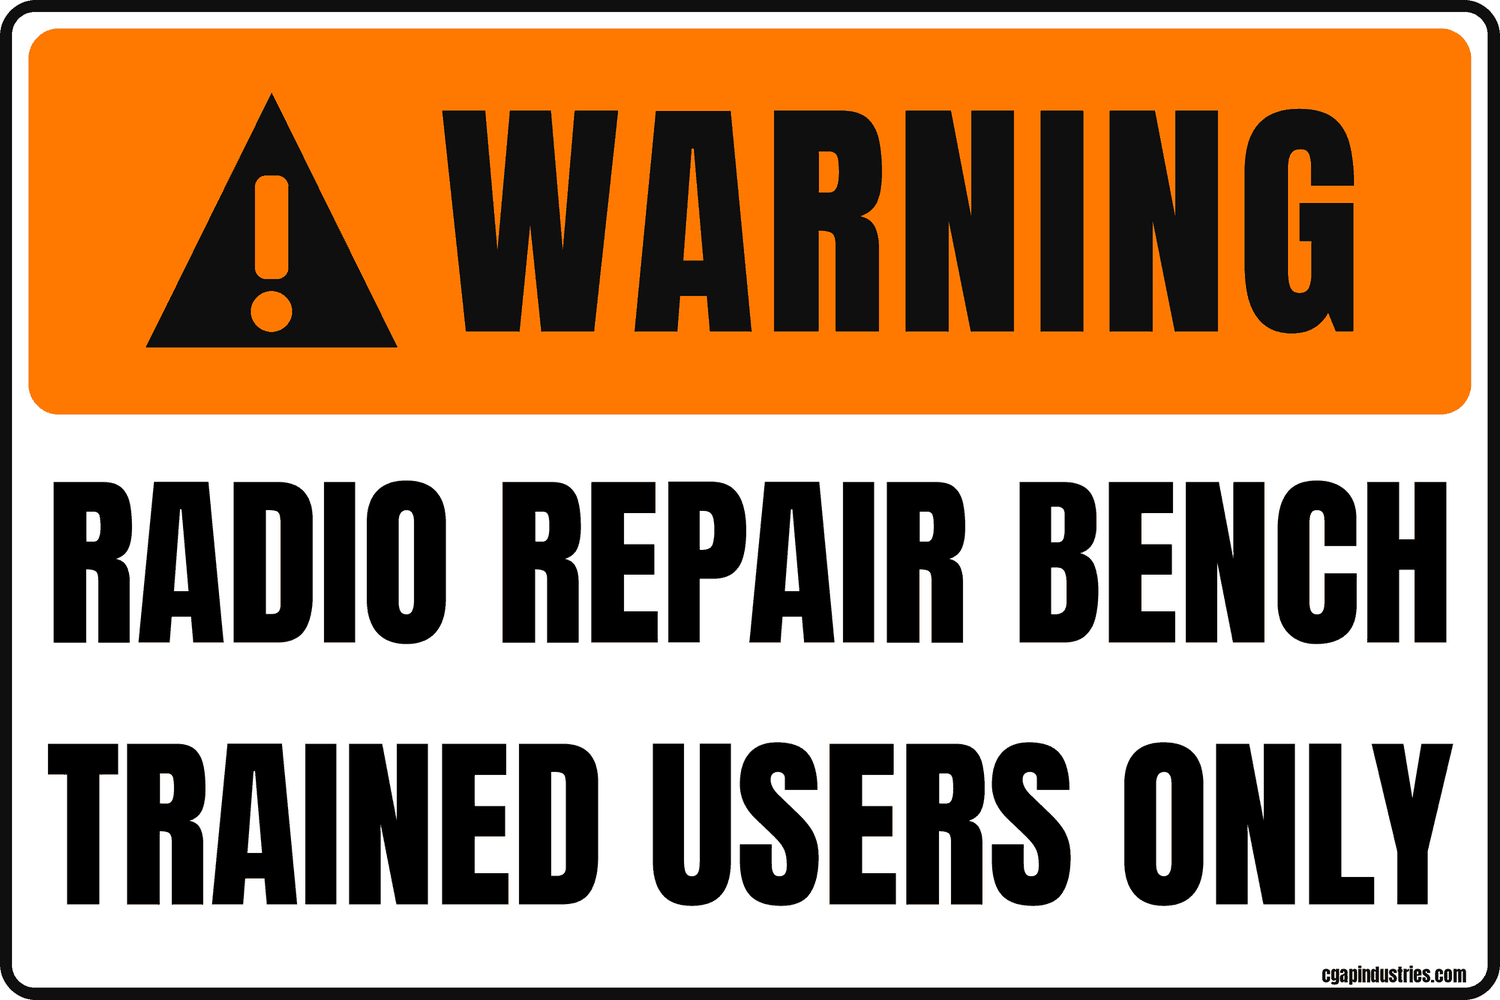 WARNING
RADIO REPAIR BENCH
TRAINED USERS ONLY
cgapindustries.com